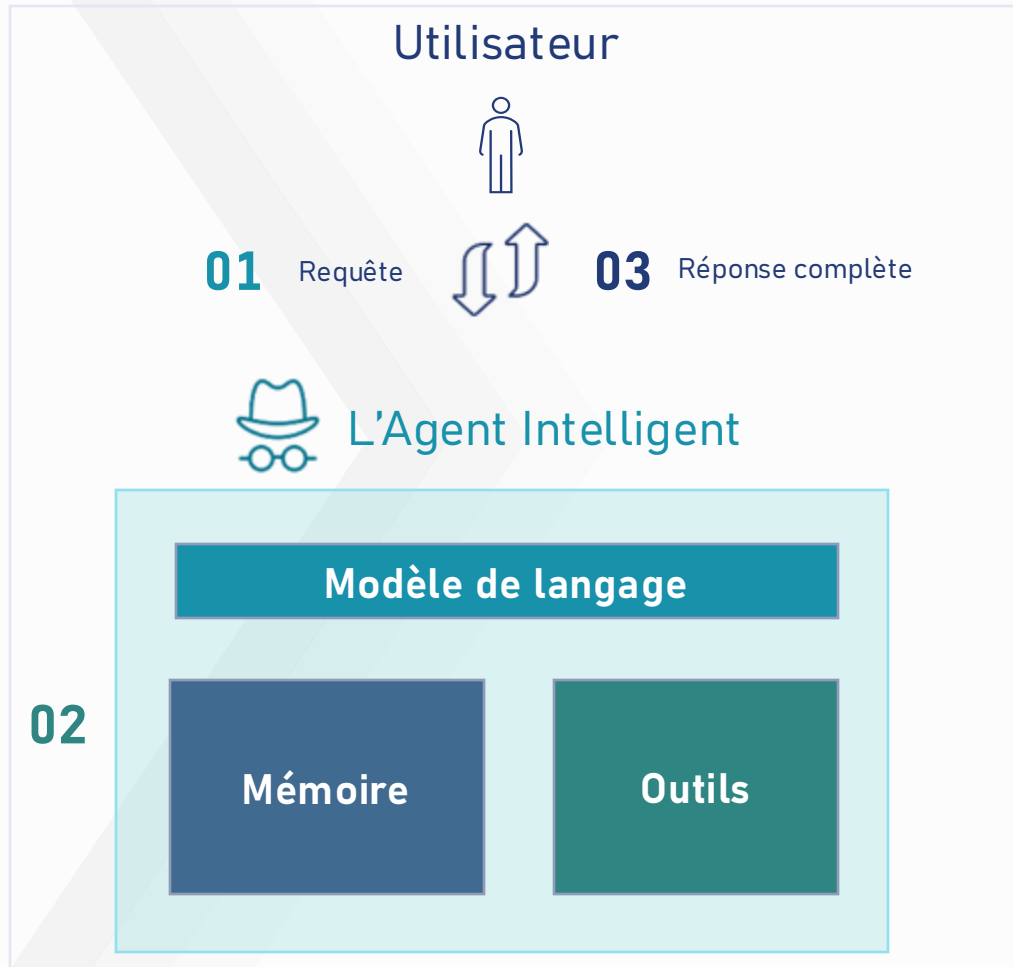 Utilisateur
01 Requête
03 Réponse complète
L’Agent Intelligent
Modèle de langage
02
Mémoire
Outils